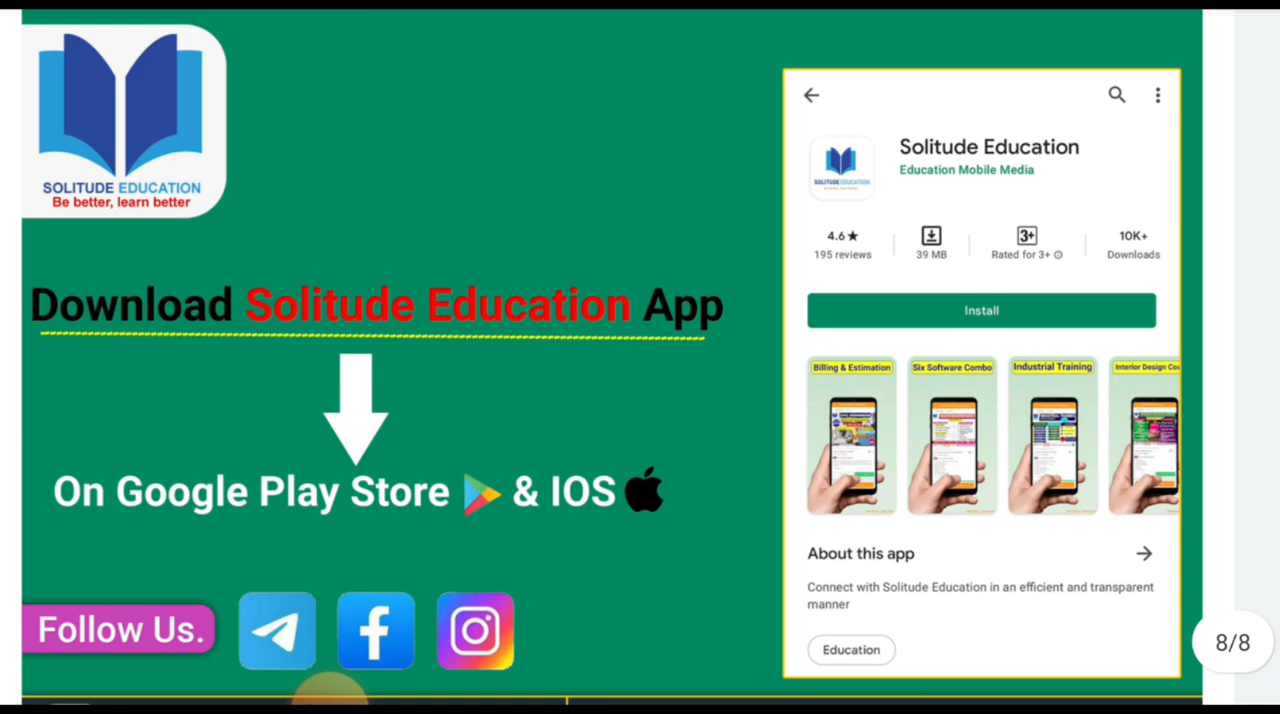 SOLITUDE EDUCATION
Be better, learn better
Download Solitude Education App
On Google Play Store & IOS
Follow Us.
Solitude Education
Education Mobile Media
SOLITUDE EDUCATION
4.6★
195 reviews
39 MB
3+
Rated for 3+
10K+
Downloads
Install
Billing & Estimation
Six Software Combo
Industrial Training
Interior Design Cou
About this app
Connect with Solitude Education in an efficient and transparent
manner
Education
8/8